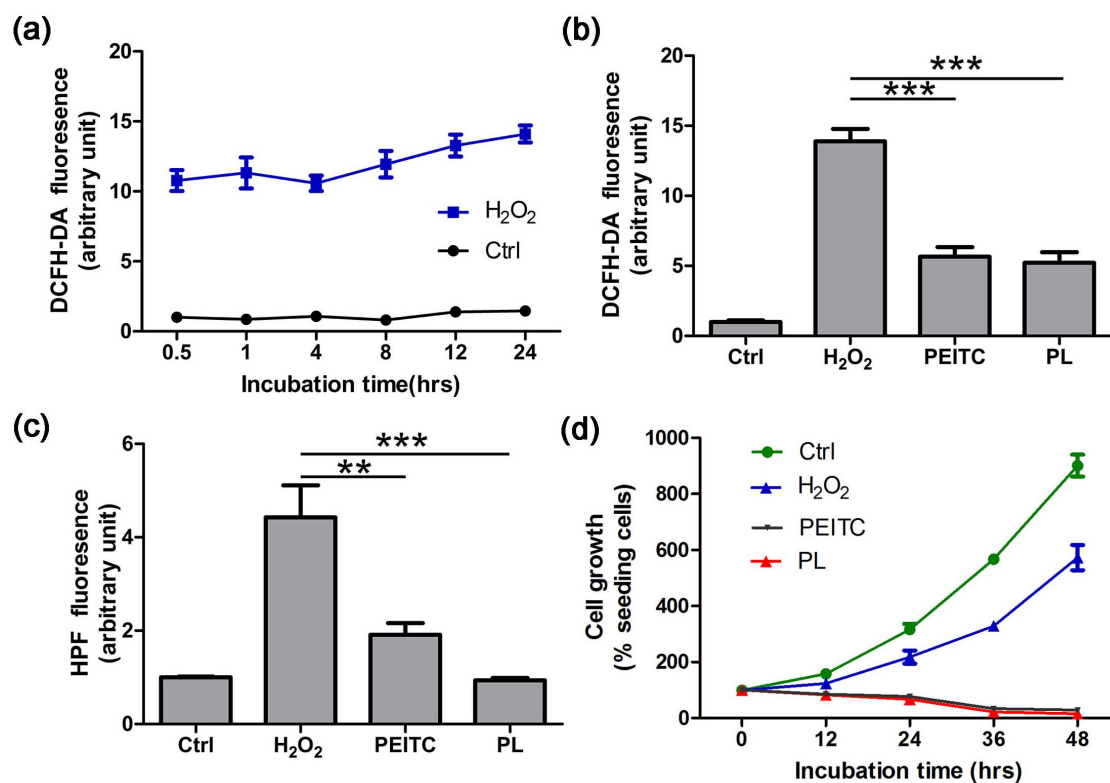 (a)
20
15
10
5
0
DCFH-DA fluoresence
(arbitrary unit)
H₂O₂
Ctrl
0.5 1 4 8 12 24
Incubation time(hrs)
(b)
20
15
10
5
0
DCFH-DA fluoresence
(arbitrary unit)
***
***
Ctrl H₂O₂ PEITC PL
(c)
6
4
2
0
HPF fluoresence
(arbitrary unit)
***
**
Ctrl H₂O₂ PEITC PL
(d)
1000
800
600
400
200
0
Cell growth
(% seeding cells)
Ctrl
H₂O₂
PEITC
PL
0 12 24 36 48
Incubation time (hrs)